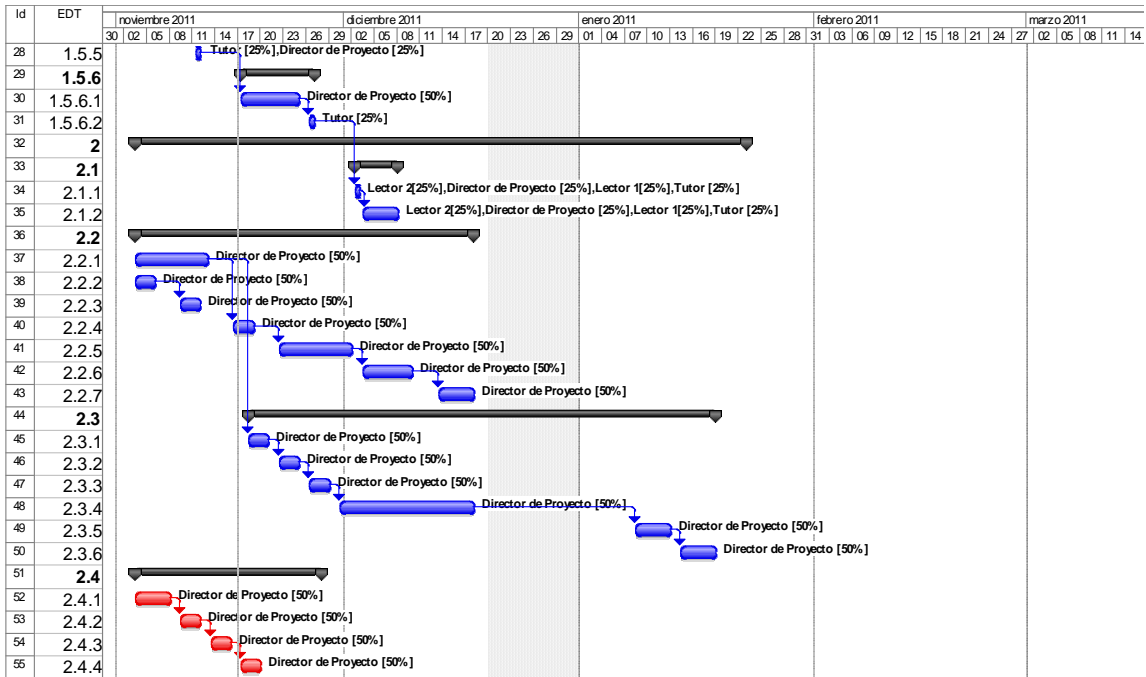 Id EDT noviembre 2011 diciembre 2011 enero 2011 febrero 2011 marzo 2011
30 02 05 08 11 14 17 20 23 26 29 02 05 08 11 14 17 20 23 26 29 01 04 07 10 13 16 19 22 25 28 31 03 06 09 12 15 18 21 24 27 02 05 08 11 14
28 1.5.5 Tutor [25%],Director de Proyecto [25%]
29 1.5.6
30 1.5.6.1 Director de Proyecto [50%]
31 1.5.6.2 Tutor [25%]
32 2
33 2.1
34 2.1.1 Lector 2[25%],Director de Proyecto [25%],Lector 1[25%],Tutor [25%]
35 2.1.2 Lector 2[25%],Director de Proyecto [25%],Lector 1[25%],Tutor [25%]
36 2.2
37 2.2.1 Director de Proyecto [50%]
38 2.2.2 Director de Proyecto [50%]
39 2.2.3 Director de Proyecto [50%]
40 2.2.4 Director de Proyecto [50%]
41 2.2.5 Director de Proyecto [50%]
42 2.2.6 Director de Proyecto [50%]
43 2.2.7 Director de Proyecto [50%]
44 2.3
45 2.3.1 Director de Proyecto [50%]
46 2.3.2 Director de Proyecto [50%]
47 2.3.3 Director de Proyecto [50%]
48 2.3.4 Director de Proyecto [50%]
49 2.3.5 Director de Proyecto [50%]
50 2.3.6 Director de Proyecto [50%]
51 2.4
52 2.4.1 Director de Proyecto [50%]
53 2.4.2 Director de Proyecto [50%]
54 2.4.3 Director de Proyecto [50%]
55 2.4.4 Director de Proyecto [50%]